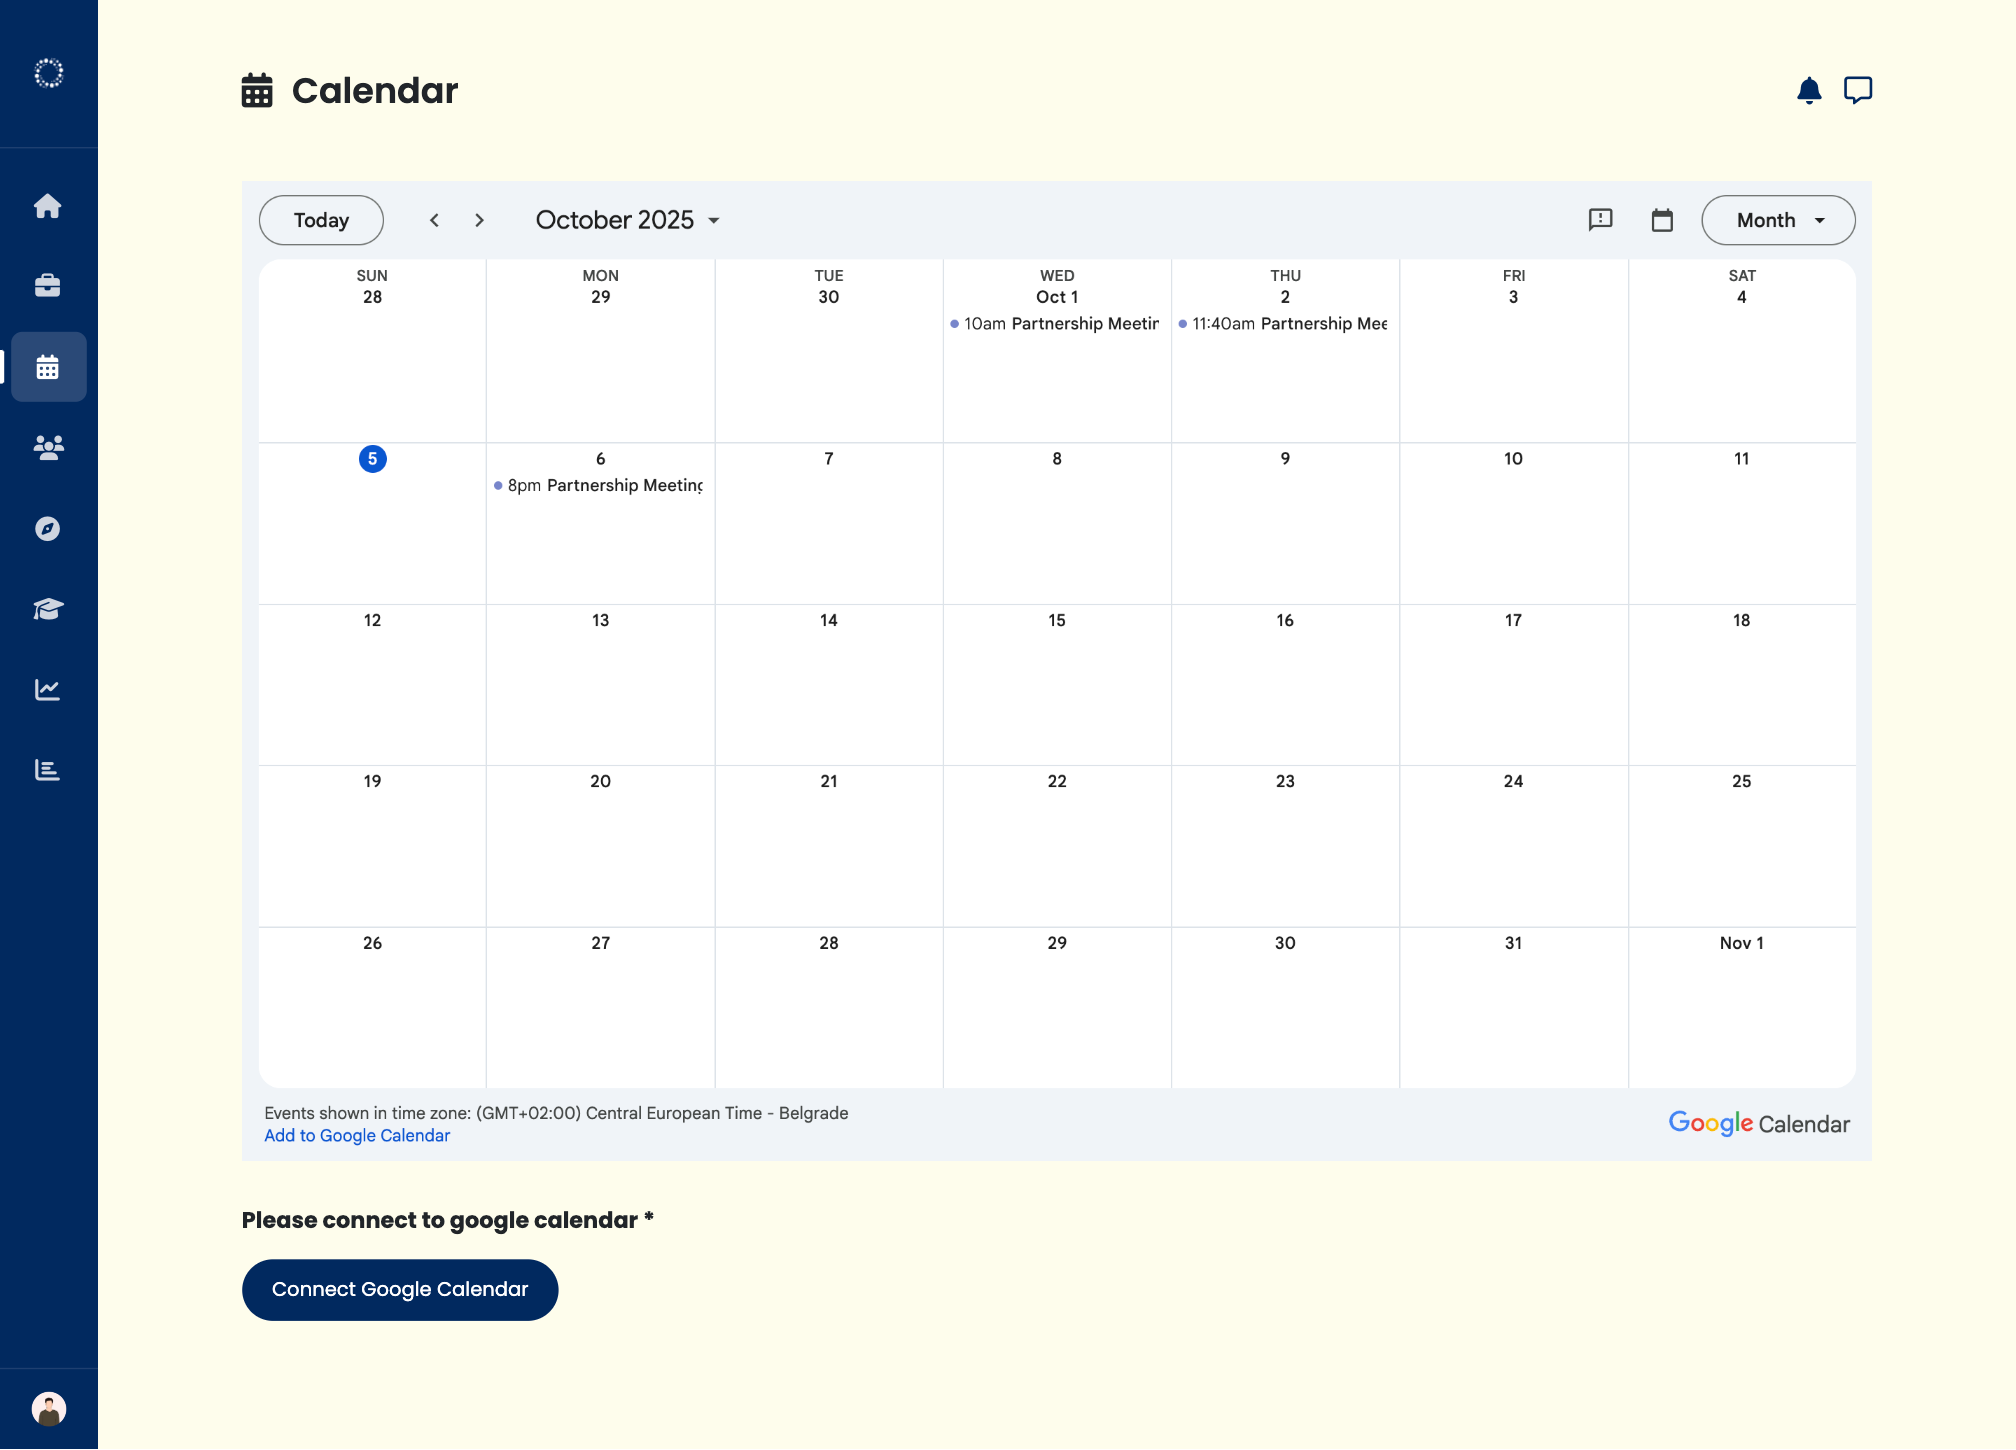 Calendar
Today
October 2025
Month
SUN MON TUE WED THU FRI SAT
28 29 30 Oct 1 2 3 4
10am Partnership Meetin 11:40am Partnership Mee
5 6 7 8 9 10 11
8pm Partnership Meeting
12 13 14 15 16 17 18
19 20 21 22 23 24 25
26 27 28 29 30 31 Nov 1
Events shown in time zone: (GMT+02:00) Central European Time - Belgrade
Add to Google Calendar
Google Calendar
Please connect to google calendar *
Connect Google Calendar